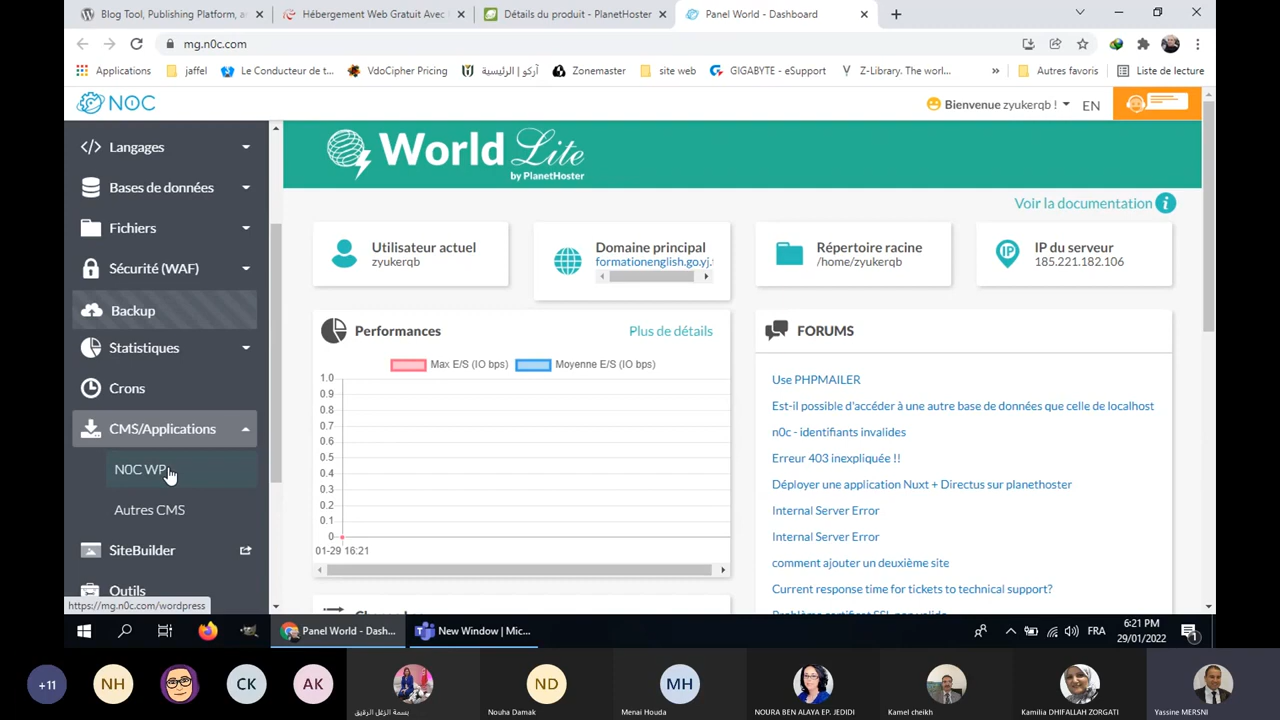 Blog Tool, Publishing Platform, a
Hébergement Web Gratuit Avec
Détails du produit - PlanetHoster
Panel World - Dashboard
mg.n0c.com
Applications
jaffel
Le Conducteur de t...
VdoCipher Pricing
آركو | الرئيسية
Zonemaster
site web
GIGABYTE - eSupport
Z-Library. The worl...
»
Autres favoris
Liste de lecture
N0C
Bienvenue zyukerqb !
EN
Langages
Bases de données
Fichiers
Sécurité (WAF)
Backup
Statistiques
Crons
CMS/Applications
N0C WP
Autres CMS
SiteBuilder
Outils
https://mg.n0c.com/wordpress
World Lite
by PlanetHoster
Voir la documentation
Utilisateur actuel
zyukerqb
Domaine principal
formationenglish.go.yj.
Répertoire racine
/home/zyukerqb
IP
IP du serveur
185.221.182.106
Performances
Plus de détails
Max E/S (IO bps)
Moyenne E/S (IO bps)
1.0
0.9
0.8
0.7
0.6
0.5
0.4
0.3
0.2
0.1
0
01-29 16:21
FORUMS
Use PHPMAILER
Est-il possible d'accéder à une autre base de données que celle de localhost
n0c - identifiants invalides
Erreur 403 inexpliquée !!
Déployer une application Nuxt + Directus sur planethoster
Internal Server Error
Internal Server Error
comment ajouter un deuxième site
Current response time for tickets to technical support?
Panel World - Dash...
New Window | Mic...
FRA
6:21 PM
29/01/2022
1
+11
NH
CK
AK
بسمة الزغل الرقيق
ND
Nouha Damak
MH
Menai Houda
NOURA BEN ALAYA EP. JEDIDI
Kamel cheikh
Kamilia DHIFALLAH ZORGATI
Yassine MERSNI